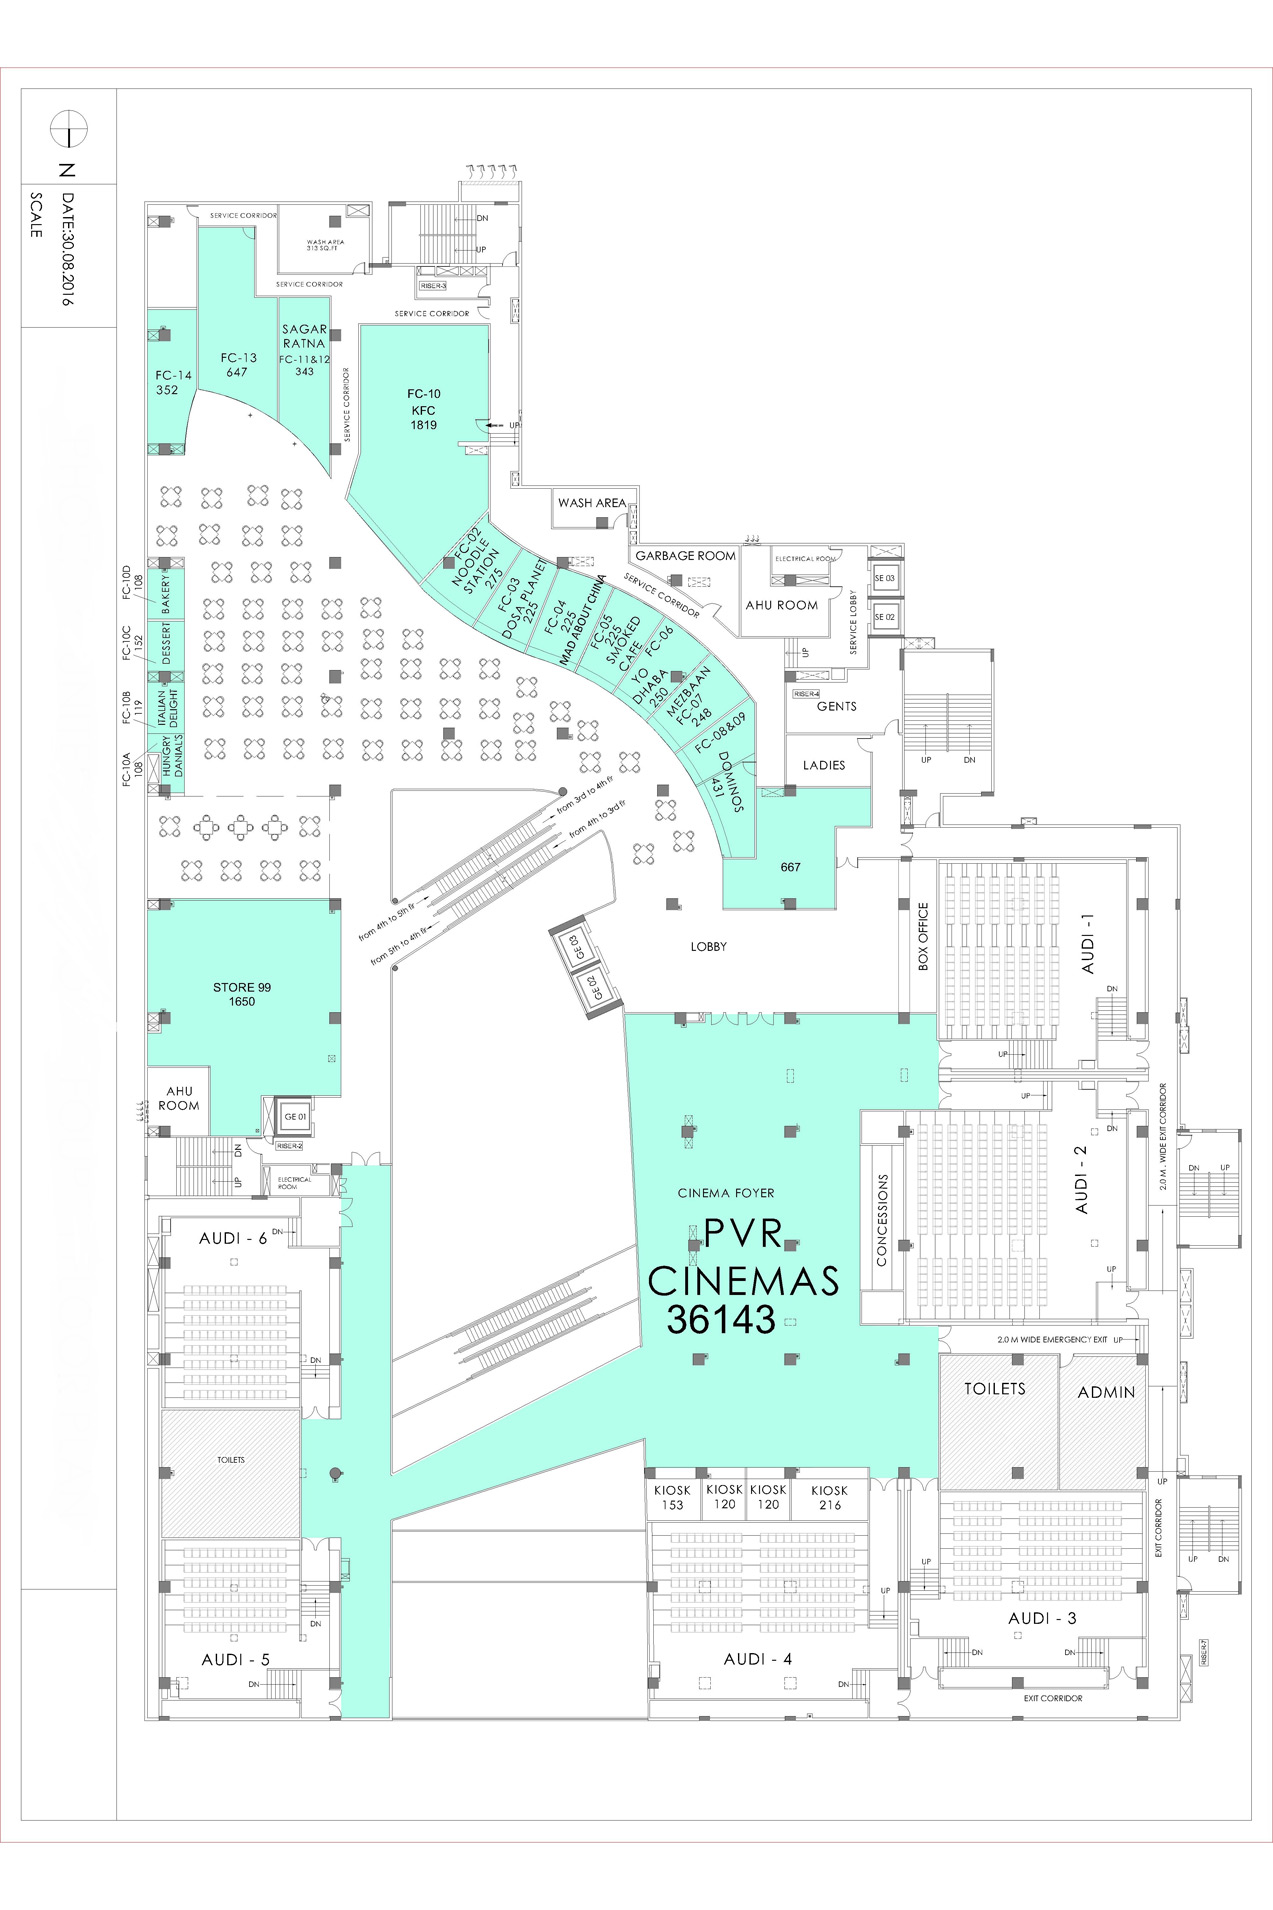 N
DATE:30.08.2016
SCALE
SERVICE CORRIDOR
WASH AREA
313 SQ.FT
DN
UP
SERVICE CORRIDOR
RISER-3
SERVICE CORRIDOR
SAGAR
RATNA
FC-11&12
343
FC-13
647
FC-14
352
SERVICE CORRIDOR
FC-10
KFC
1819
UP
WASH AREA
GARBAGE ROOM
ELECTRICAL ROOM
SERVICE CORRIDOR
AHU ROOM
SERVICE LOBBY
SE 03
SE 02
UP
RISER-4
GENTS
LADIES
UP
DN
FC-02
NOODLE
STATION
275
FC-03
DOSA PLANET
225
FC-04
225
MAD ABOUT CHINA
FC-05
225
SMOKED
CAFE
FC-06
YO
DHABA
250
MEZBAAN
FC-07
248
FC-08&09
DOMINOS
431
667
FC-10D
108
BAKERY
FC-10C
152
DESSERT
FC-10B
119
ITALIAN
DELIGHT
FC-10A
108
HUNGRY
DANIAL'S
from 3rd to 4th flr
from 4th to 3rd flr
from 4th to 5th flr
from 5th to 4th flr
GE 03
GE 02
LOBBY
BOX OFFICE
AUDI -1
DN
UP
STORE 99
1650
AHU
ROOM
GE 01
RISER-2
DN
UP
ELECTRICAL
ROOM
UP
DN
AUDI - 2
UP
2.0 M. WIDE EXIT CORRIDOR
DN
UP
CONCESSIONS
CINEMA FOYER
PVR
CINEMAS
36143
AUDI - 6
DN
DN
2.0 M WIDE EMERGENCY EXIT
UP
TOILETS
ADMIN
UP
TOILETS
KIOSK
153
KIOSK
120
KIOSK
120
KIOSK
216
EXIT CORRIDOR
UP
DN
UP
UP
AUDI - 3
DN
DN
RISER-7
EXIT CORRIDOR
AUDI - 4
DN
DN
AUDI - 5
DN